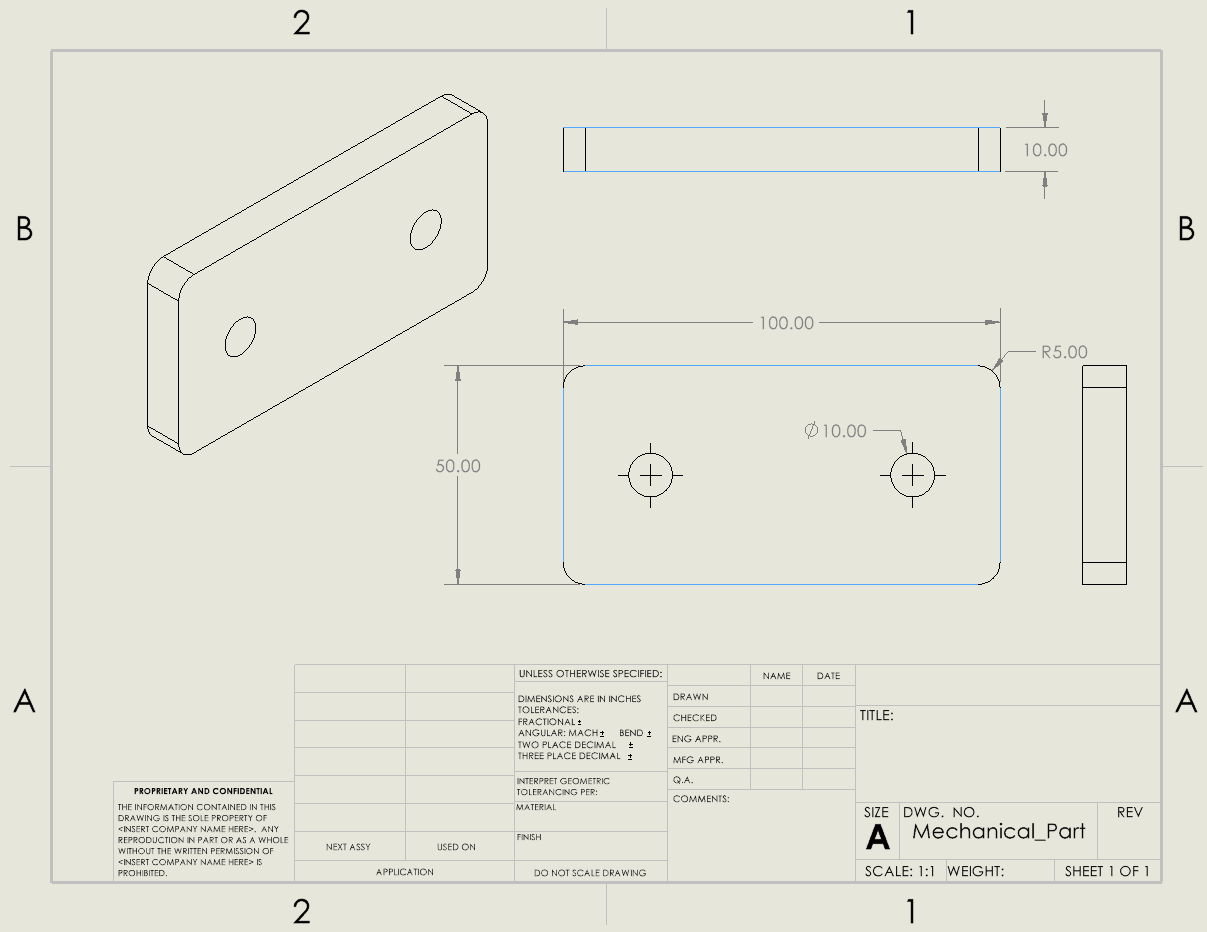 2
1
B
B
10.00
100.00
R5.00
⌀10.00
50.00
A
A
UNLESS OTHERWISE SPECIFIED:
DIMENSIONS ARE IN INCHES
TOLERANCES:
FRACTIONAL ±
ANGULAR: MACH ± BEND ±
TWO PLACE DECIMAL ±
THREE PLACE DECIMAL ±
INTERPRET GEOMETRIC
TOLERANCING PER:
MATERIAL
FINISH
DO NOT SCALE DRAWING
NAME DATE
DRAWN
CHECKED
ENG APPR.
MFG APPR.
Q.A.
COMMENTS:
TITLE:
SIZE DWG. NO. REV
A Mechanical_Part
SCALE: 1:1 WEIGHT: SHEET 1 OF 1
PROPRIETARY AND CONFIDENTIAL
THE INFORMATION CONTAINED IN THIS
DRAWING IS THE SOLE PROPERTY OF
<INSERT COMPANY NAME HERE>. ANY
REPRODUCTION IN PART OR AS A WHOLE
WITHOUT THE WRITTEN PERMISSION OF
<INSERT COMPANY NAME HERE> IS
PROHIBITED.
NEXT ASSY USED ON
APPLICATION
2
1